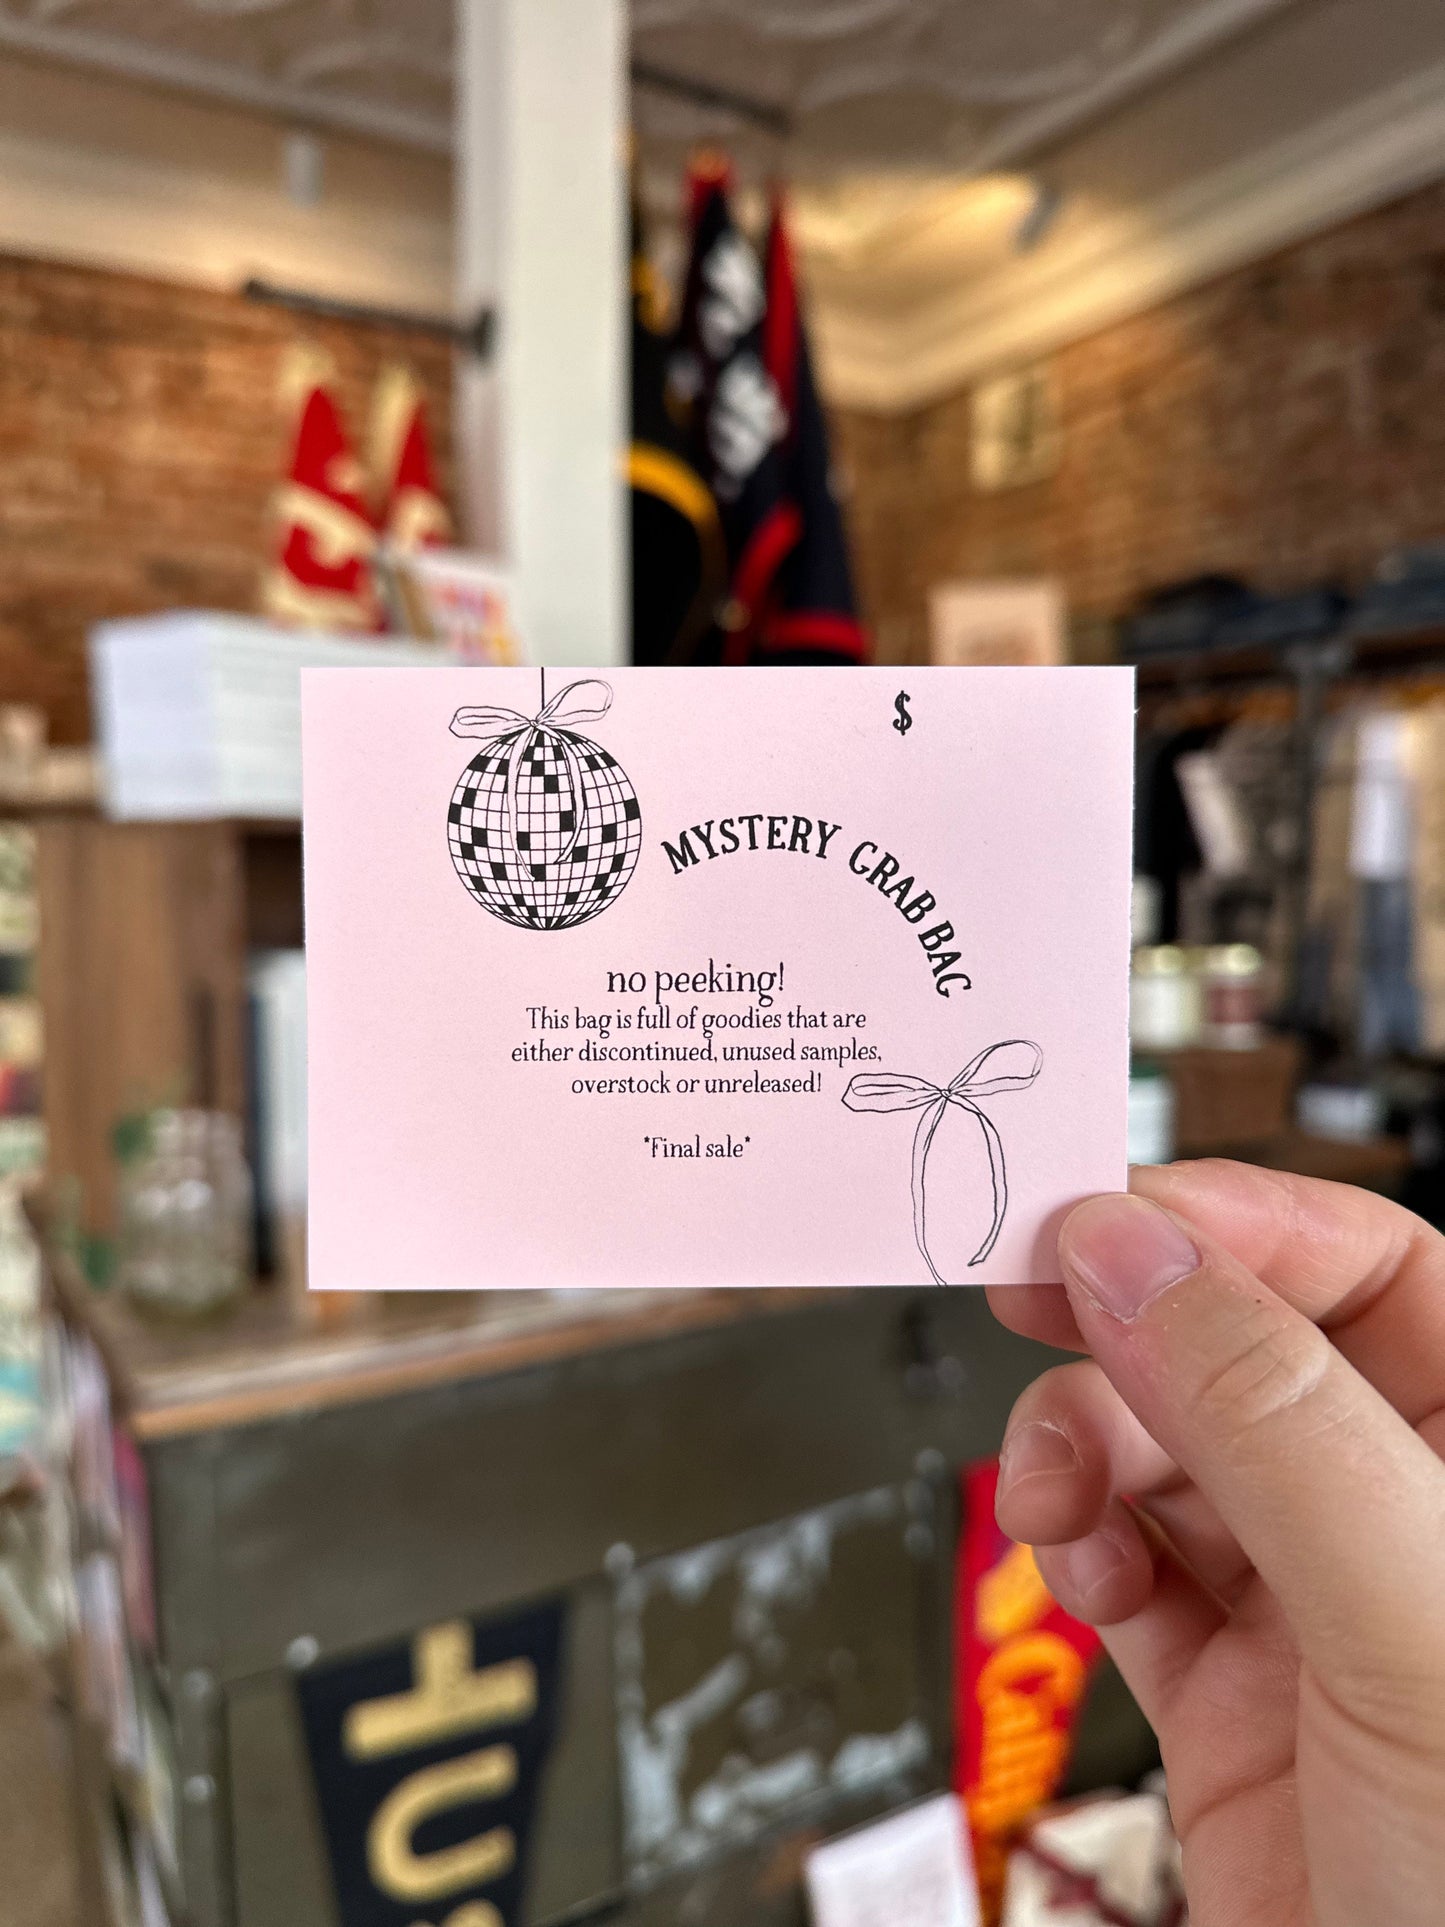 $
MYSTERY GRAB BAG
no peeking!
This bag is full of goodies that are
either discontinued, unused samples,
overstock or unreleased!
*Final sale*